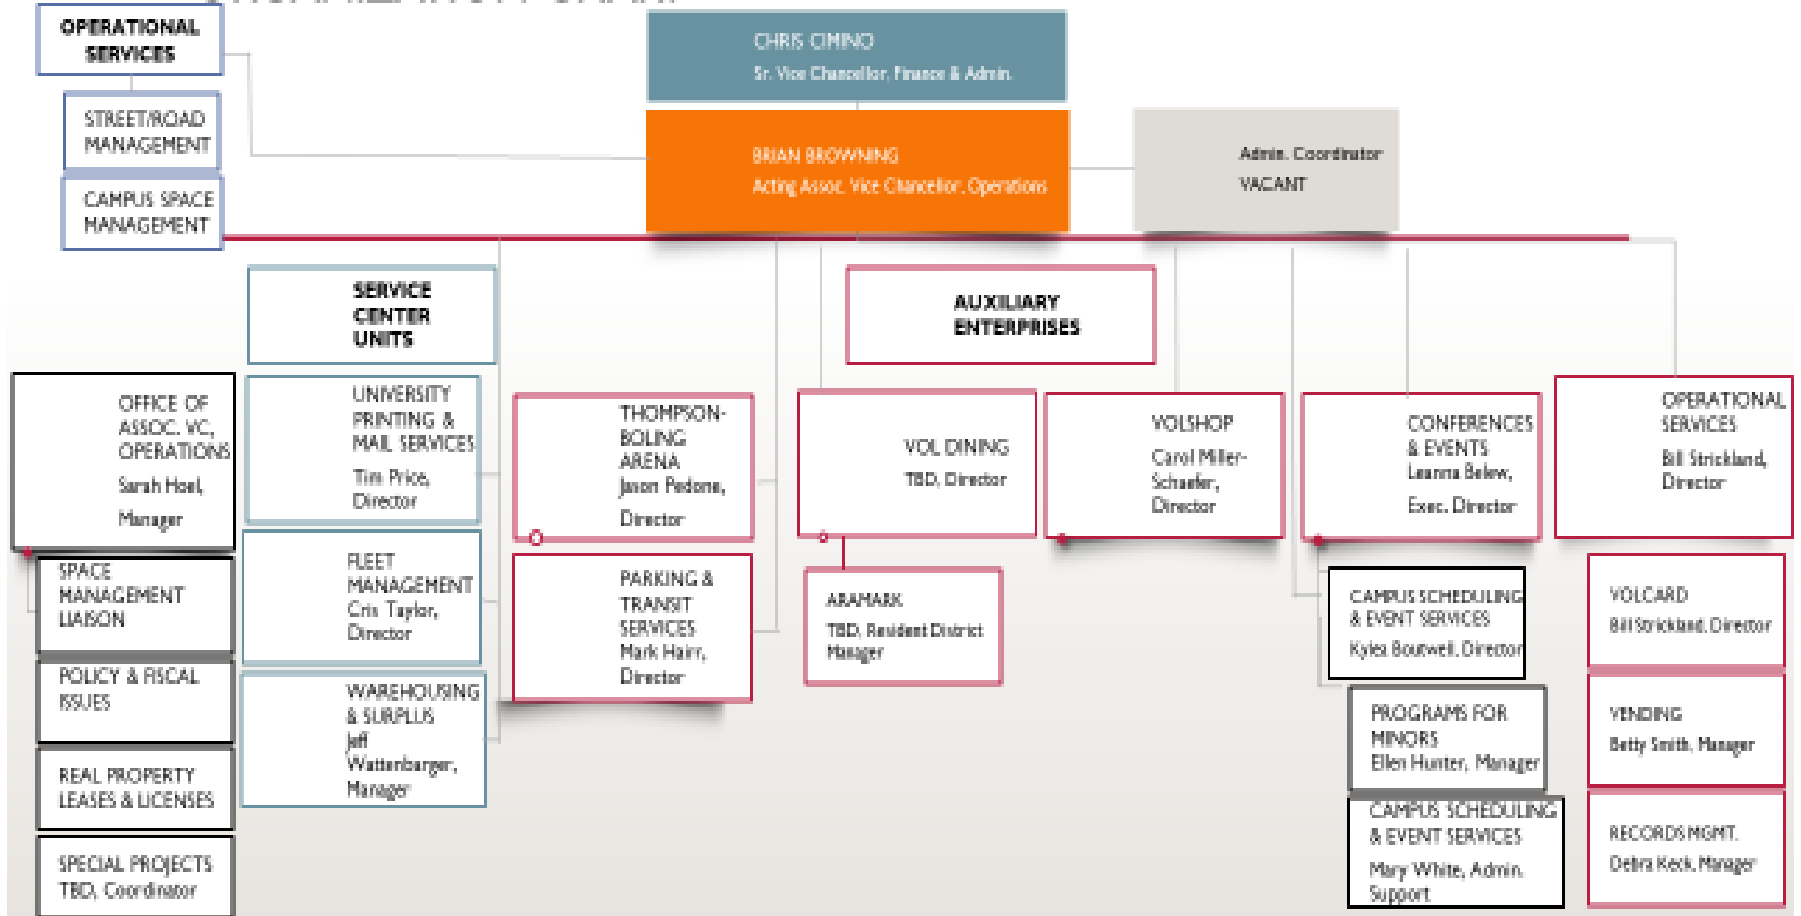 OPERATIONAL
SERVICES
STREET/ROAD
MANAGEMENT
CAMPUS SPACE
MANAGEMENT
CHRIS CIMINO
Sr. Vice Chancellor, Finance & Admin.
BRIAN BROWNING
Acting Assoc. Vice Chancellor, Operations
Admin. Coordinator
VACANT
SERVICE
CENTER
UNITS
AUXILIARY
ENTERPRISES
OFFICE OF
ASSOC. VC,
OPERATIONS
Sarah Hoel,
Manager
SPACE
MANAGEMENT
LIAISON
POLICY & FISCAL
ISSUES
REAL PROPERTY
LEASES & LICENSES
SPECIAL PROJECTS
TBD, Coordinator
UNIVERSITY
PRINTING &
MAIL SERVICES
Tim Price,
Director
FLEET
MANAGEMENT
Cris Taylor,
Director
WAREHOUSING
& SURPLUS
Jeff
Wattenbarger,
Manager
THOMPSON-
BOLING
ARENA
Jason Pedone,
Director
PARKING &
TRANSIT
SERVICES
Mark Hairr,
Director
VOL DINING
TBD, Director
ARAMARK
TBD, Resident District
Manager
VOLSHOP
Carol Miller-
Schaefer,
Director
CONFERENCES
& EVENTS
Leanna Belew,
Exec. Director
CAMPUS SCHEDULING
& EVENT SERVICES
Kylea Boutwell, Director
PROGRAMS FOR
MINORS
Ellen Hunter, Manager
CAMPUS SCHEDULING
& EVENT SERVICES
Mary White, Admin.
Support
OPERATIONAL
SERVICES
Bill Strickland,
Director
VOLCARD
Bill Strickland, Director
VENDING
Betty Smith, Manager
RECORDS MGMT.
Debra Keck, Manager